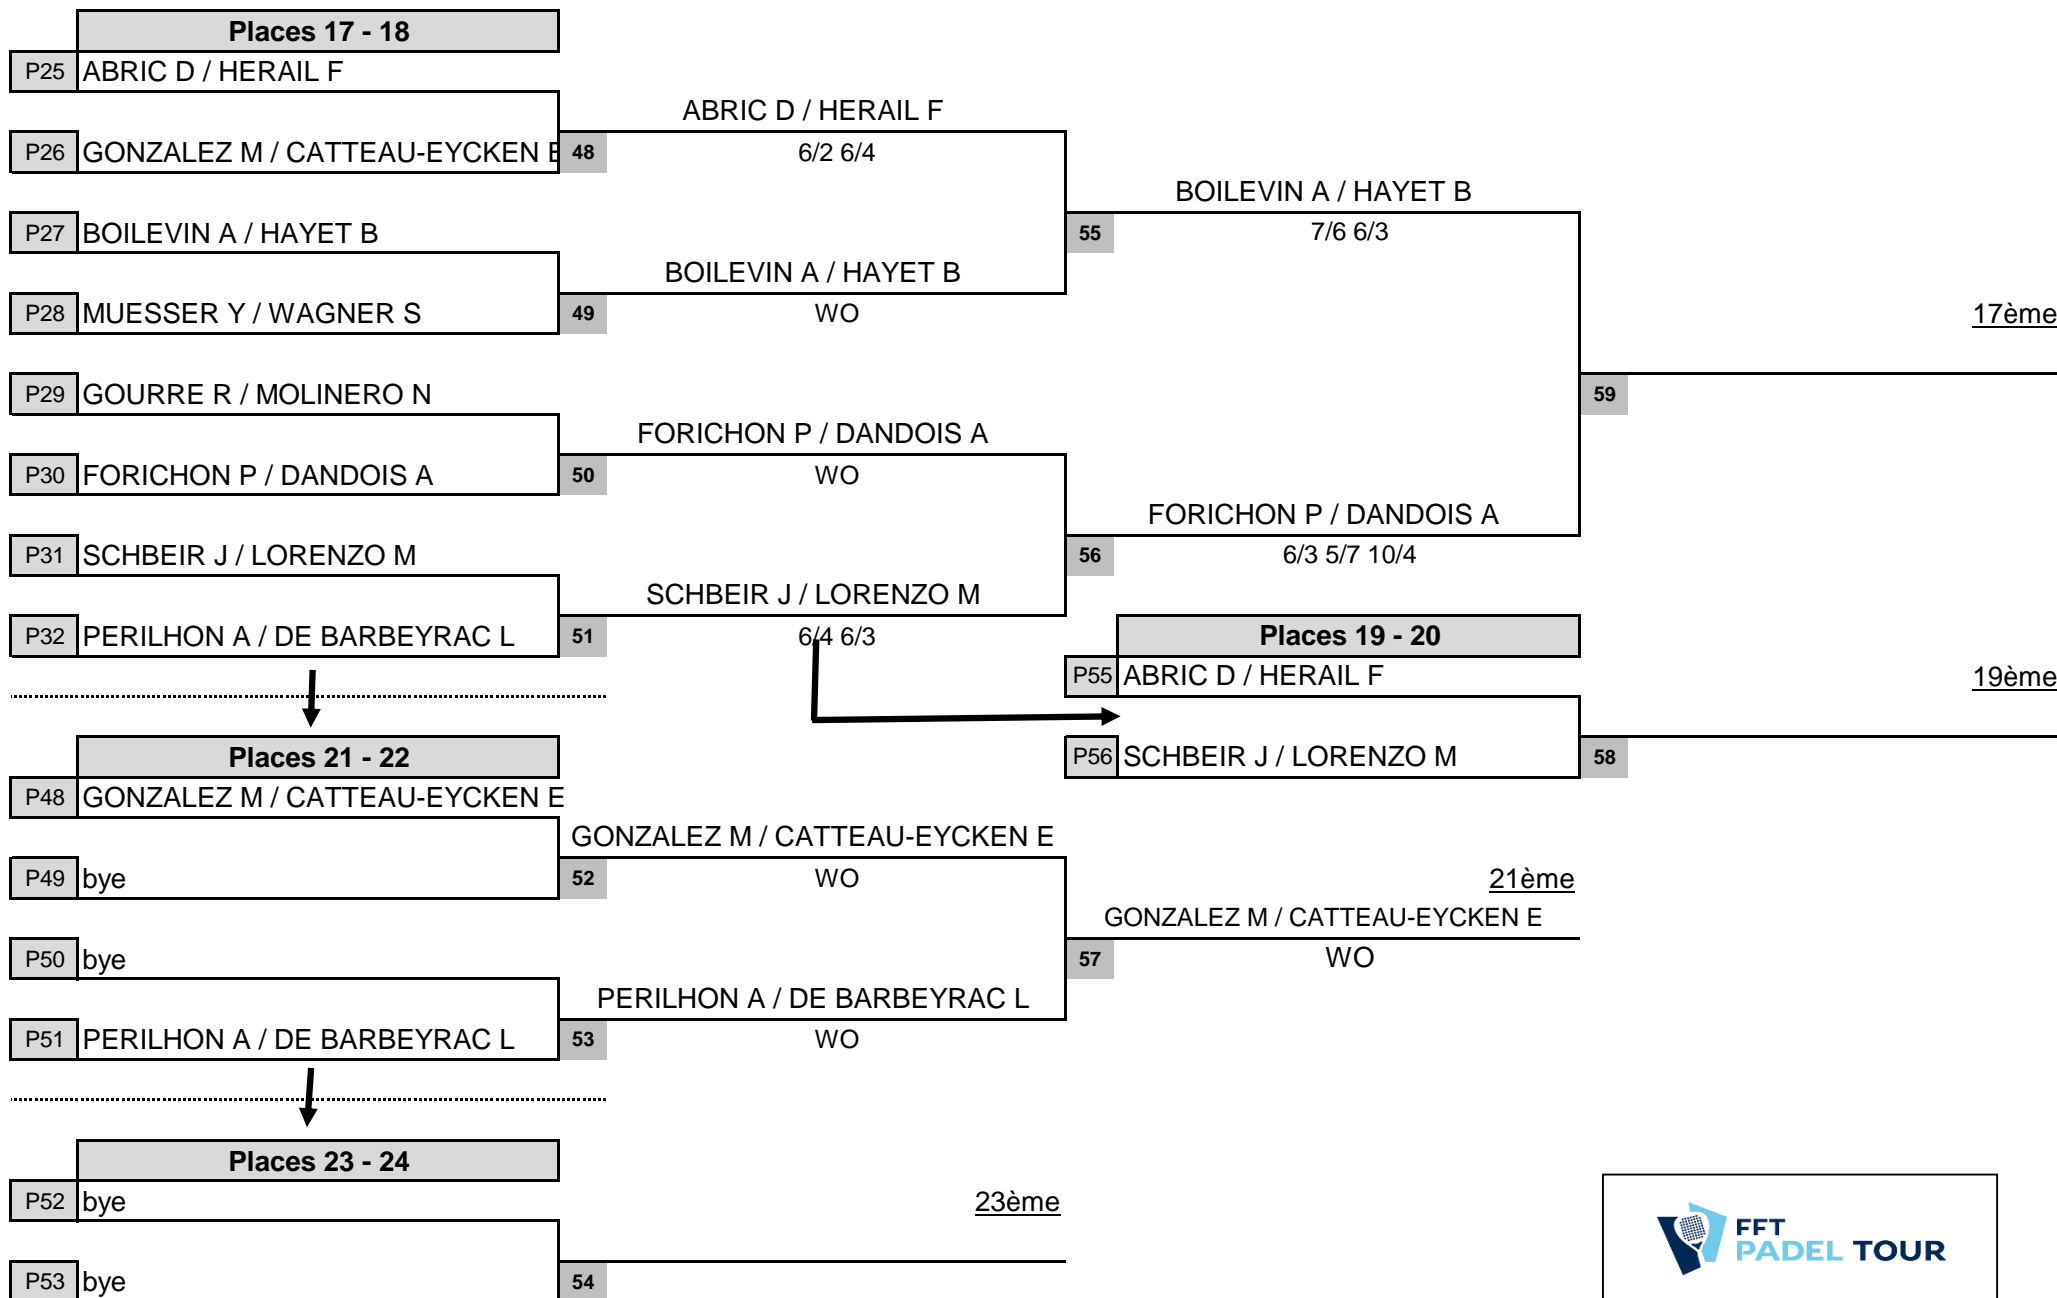 Places 17 - 18
P25 ABRIC D / HERAIL F
ABRIC D / HERAIL F
P26 GONZALEZ M / CATTEAU-EYCKEN E 48 6/2 6/4
BOILEVIN A / HAYET B
P27 BOILEVIN A / HAYET B 55 7/6 6/3
BOILEVIN A / HAYET B
P28 MUESSER Y / WAGNER S 49 WO 17ème
P29 GOURRE R / MOLINERO N 59
FORICHON P / DANDOIS A
P30 FORICHON P / DANDOIS A 50 WO
FORICHON P / DANDOIS A
P31 SCHBEIR J / LORENZO M 56 6/3 5/7 10/4
SCHBEIR J / LORENZO M
P32 PERILHON A / DE BARBEYRAC L 51 6/4 6/3 Places 19 - 20
P55 ABRIC D / HERAIL F 19ème
Places 21 - 22 P56 SCHBEIR J / LORENZO M 58
P48 GONZALEZ M / CATTEAU-EYCKEN E
GONZALEZ M / CATTEAU-EYCKEN E
P49 bye 52 WO 21ème
GONZALEZ M / CATTEAU-EYCKEN E
P50 bye 57 WO
PERILHON A / DE BARBEYRAC L
P51 PERILHON A / DE BARBEYRAC L 53 WO
Places 23 - 24
P52 bye 23ème
P53 bye 54
FFT
PADEL TOUR